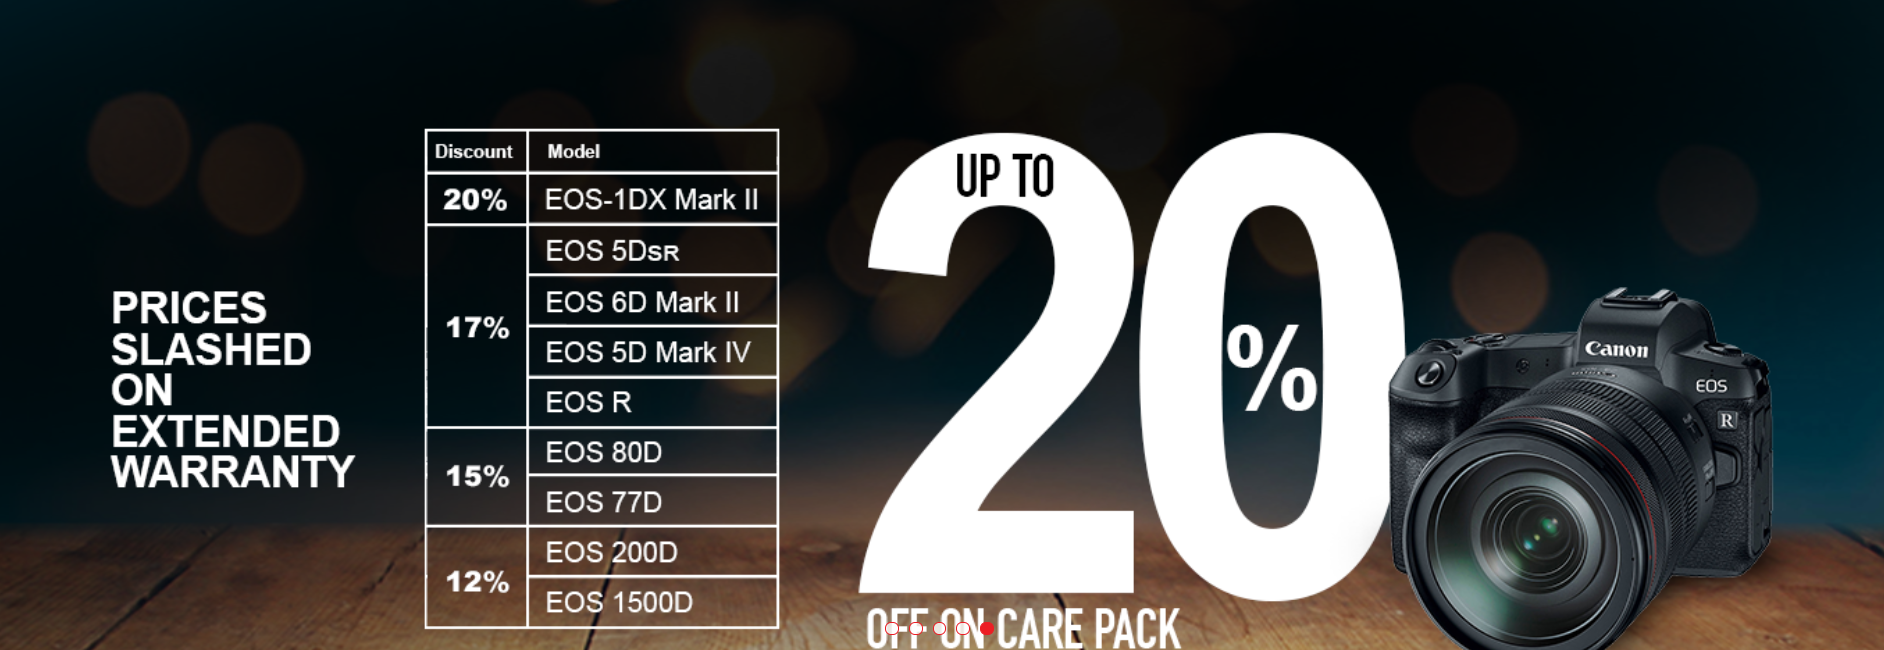 PRICES
SLASHED
ON
EXTENDED
WARRANTY
Discount Model
20% EOS-1DX Mark II
17% EOS 5DSR
EOS 6D Mark II
EOS 5D Mark IV
EOS R
15% EOS 80D
EOS 77D
12% EOS 200D
EOS 1500D
UP TO
20%
OFF ON CARE PACK
Canon
EOS
R